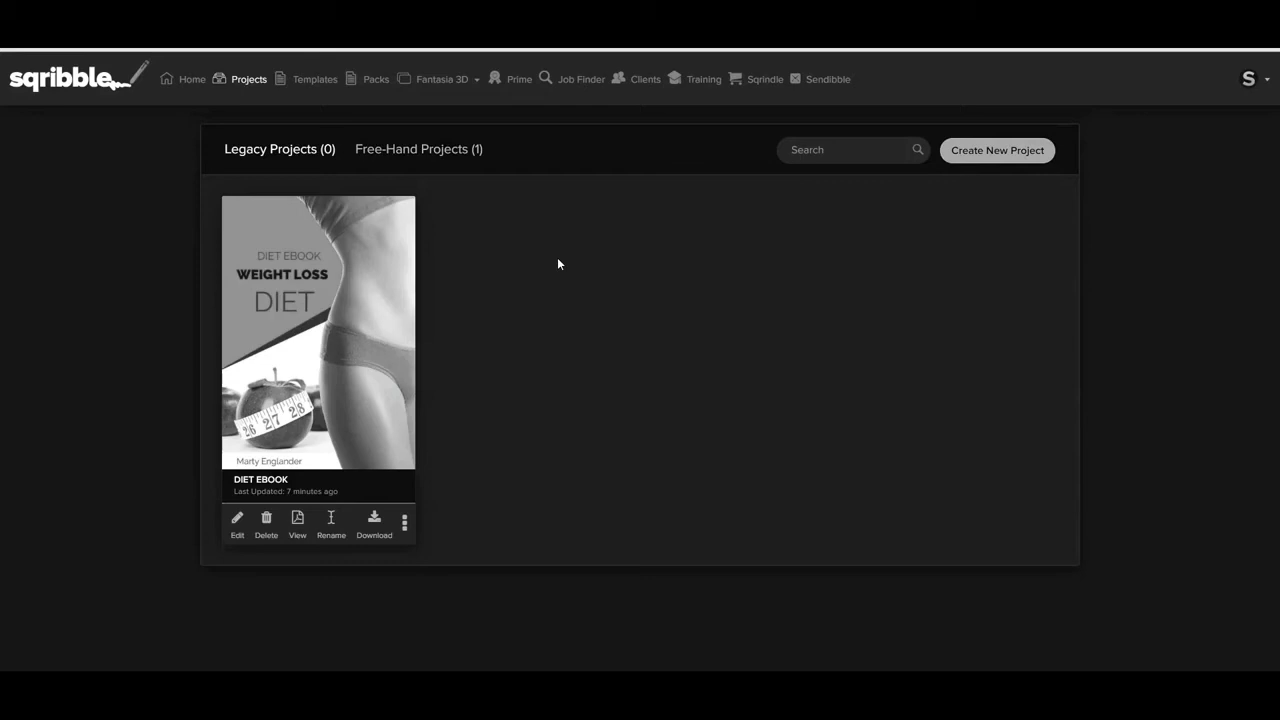 sqribble
Home Projects Templates Packs Fantasia 3D Prime Job Finder Clients Training Sqrindle Sendibble S
Legacy Projects (0) Free-Hand Projects (1) Search Create New Project
DIET EBOOK
WEIGHT LOSS
DIET
26 27 28
Marty Englander
DIET EBOOK
Last Updated: 7 minutes ago
Edit Delete View Rename Download